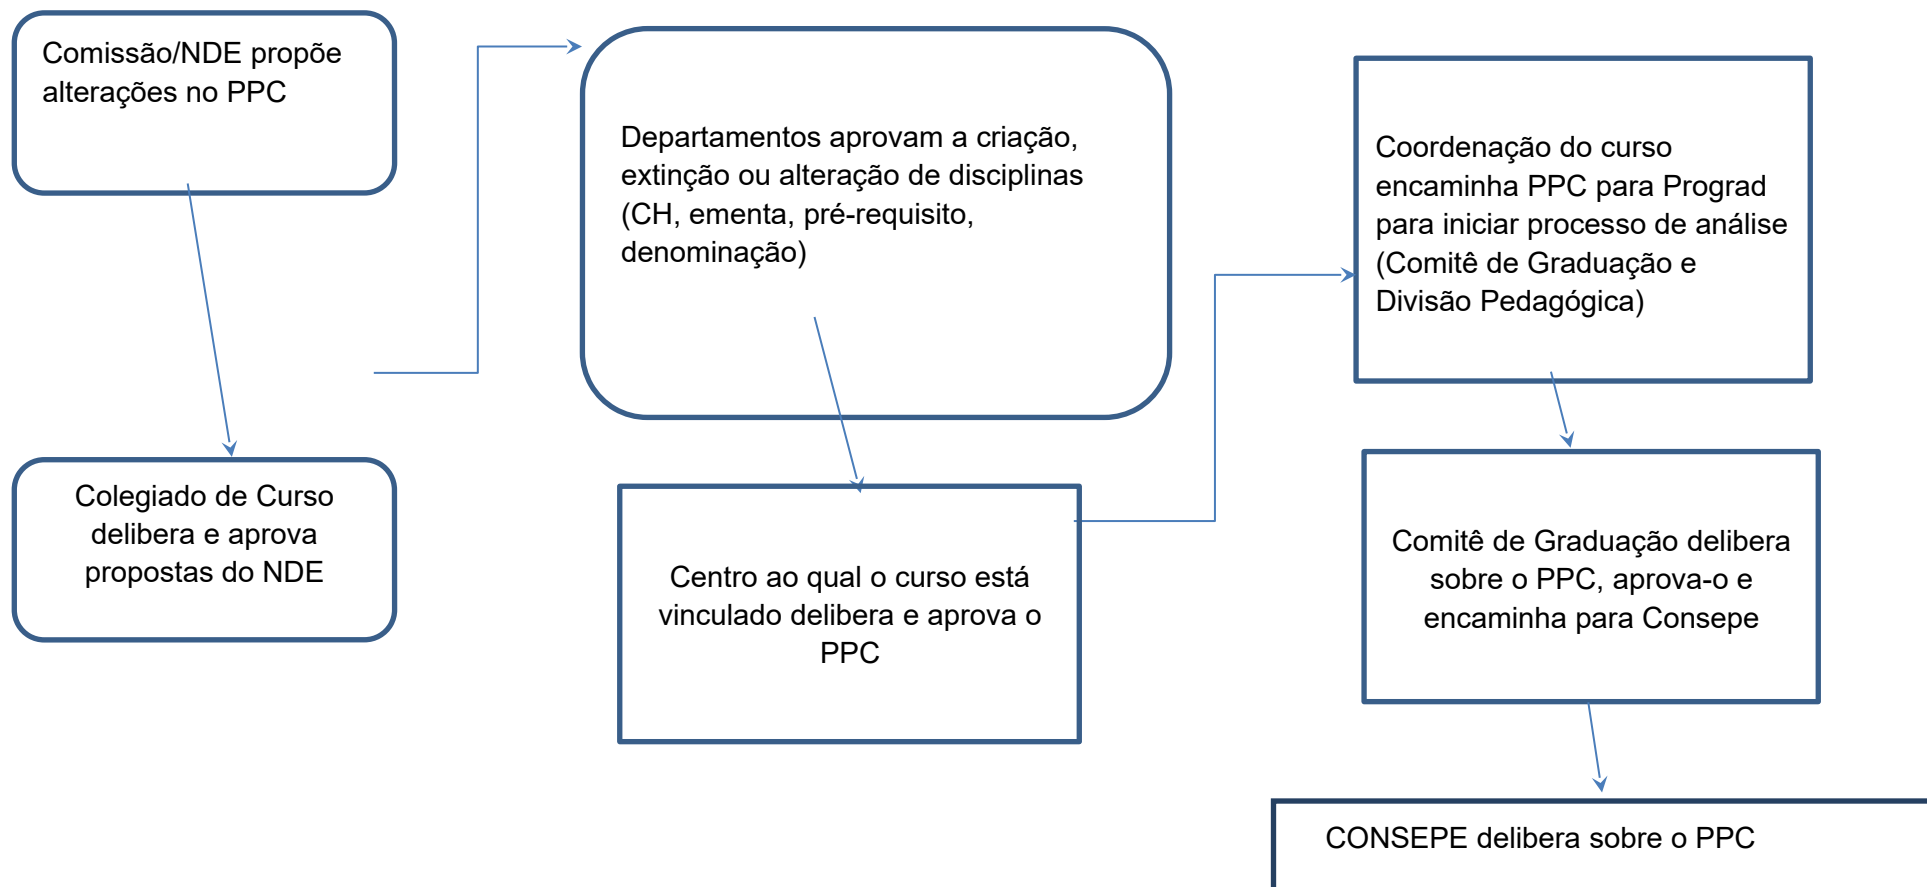 Comissão/NDE propõe
alterações no PPC
Colegiado de Curso
delibera e aprova
propostas do NDE
Departamentos aprovam a criação,
extinção ou alteração de disciplinas
(CH, ementa, pré-requisito,
denominação)
Centro ao qual o curso está
vinculado delibera e aprova o
PPC
Coordenação do curso
encaminha PPC para Prograd
para iniciar processo de análise
(Comitê de Graduação e
Divisão Pedagógica)
Comitê de Graduação delibera
sobre o PPC, aprova-o e
encaminha para Consepe
CONSEPE delibera sobre o PPC